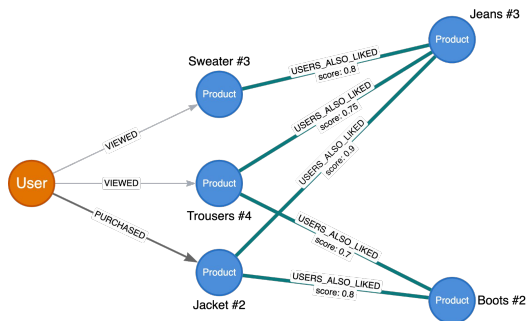 Jeans #3
Product
Sweater #3
Product
USERS_ALSO_LIKED
score: 0.8
USERS_ALSO_LIKED
score: 0.75
VIEWED
USERS_ALSO_LIKED
score: 0.9
User
VIEWED
Product
Trousers #4
PURCHASED
USERS_ALSO_LIKED
score: 0.7
Product
Jacket #2
USERS_ALSO_LIKED
score: 0.8
Product
Boots #2